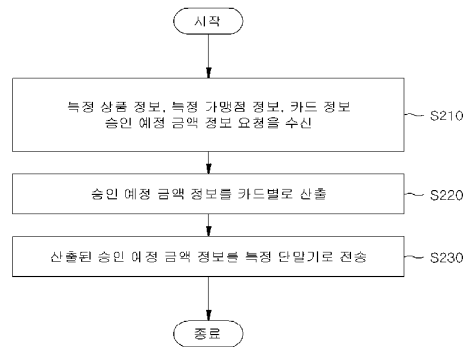 시작
특정 상품 정보, 특정 가맹점 정보, 카드 정보
승인 예정 금액 정보 요청을 수신
S210
승인 예정 금액 정보를 카드별로 산출
S220
산출된 승인 예정 금액 정보를 특정 단말기로 전송
S230
종료